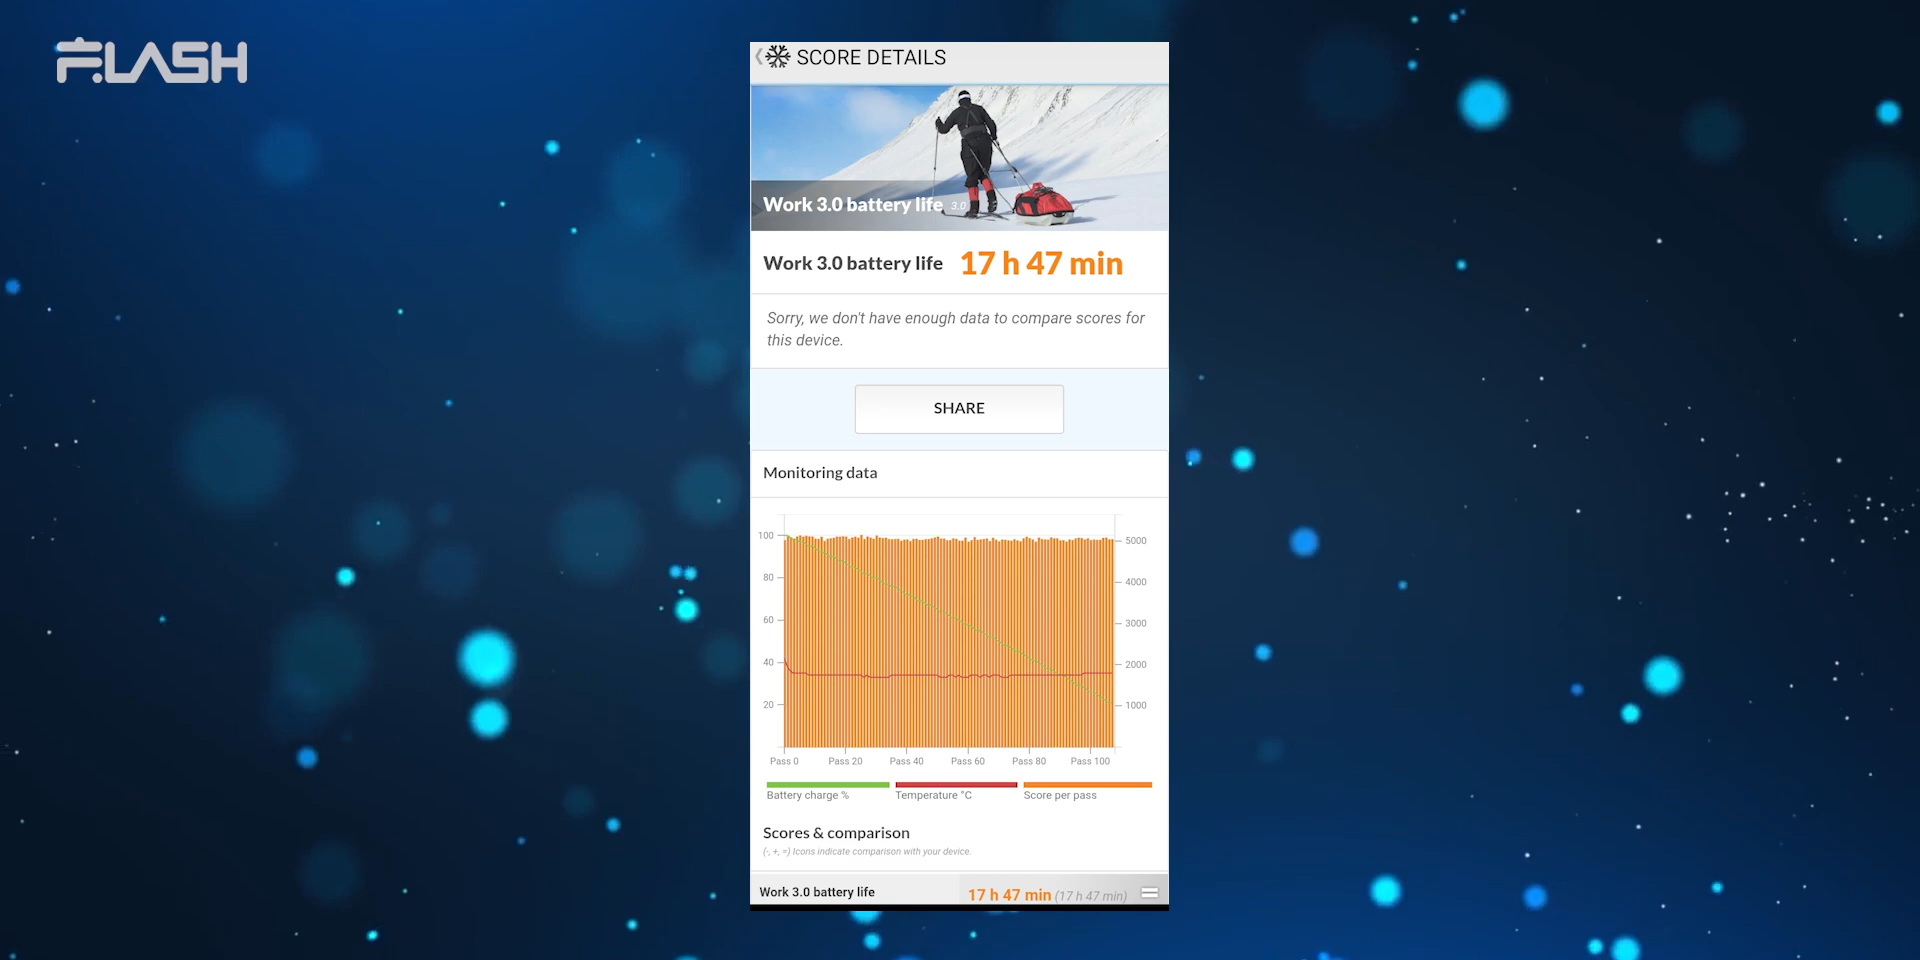 FLASH
SCORE DETAILS
Work 3.0 battery life 3.0
Work 3.0 battery life 17 h 47 min
Sorry, we don't have enough data to compare scores for
this device.
SHARE
Monitoring data
100
80
60
40
20
5000
4000
3000
2000
1000
Pass 0 Pass 20 Pass 40 Pass 60 Pass 80 Pass 100
Battery charge % Temperature °C Score per pass
Scores & comparison
(-, +, =) Icons indicate comparison with your device.
Work 3.0 battery life 17 h 47 min (17 h 47 min)